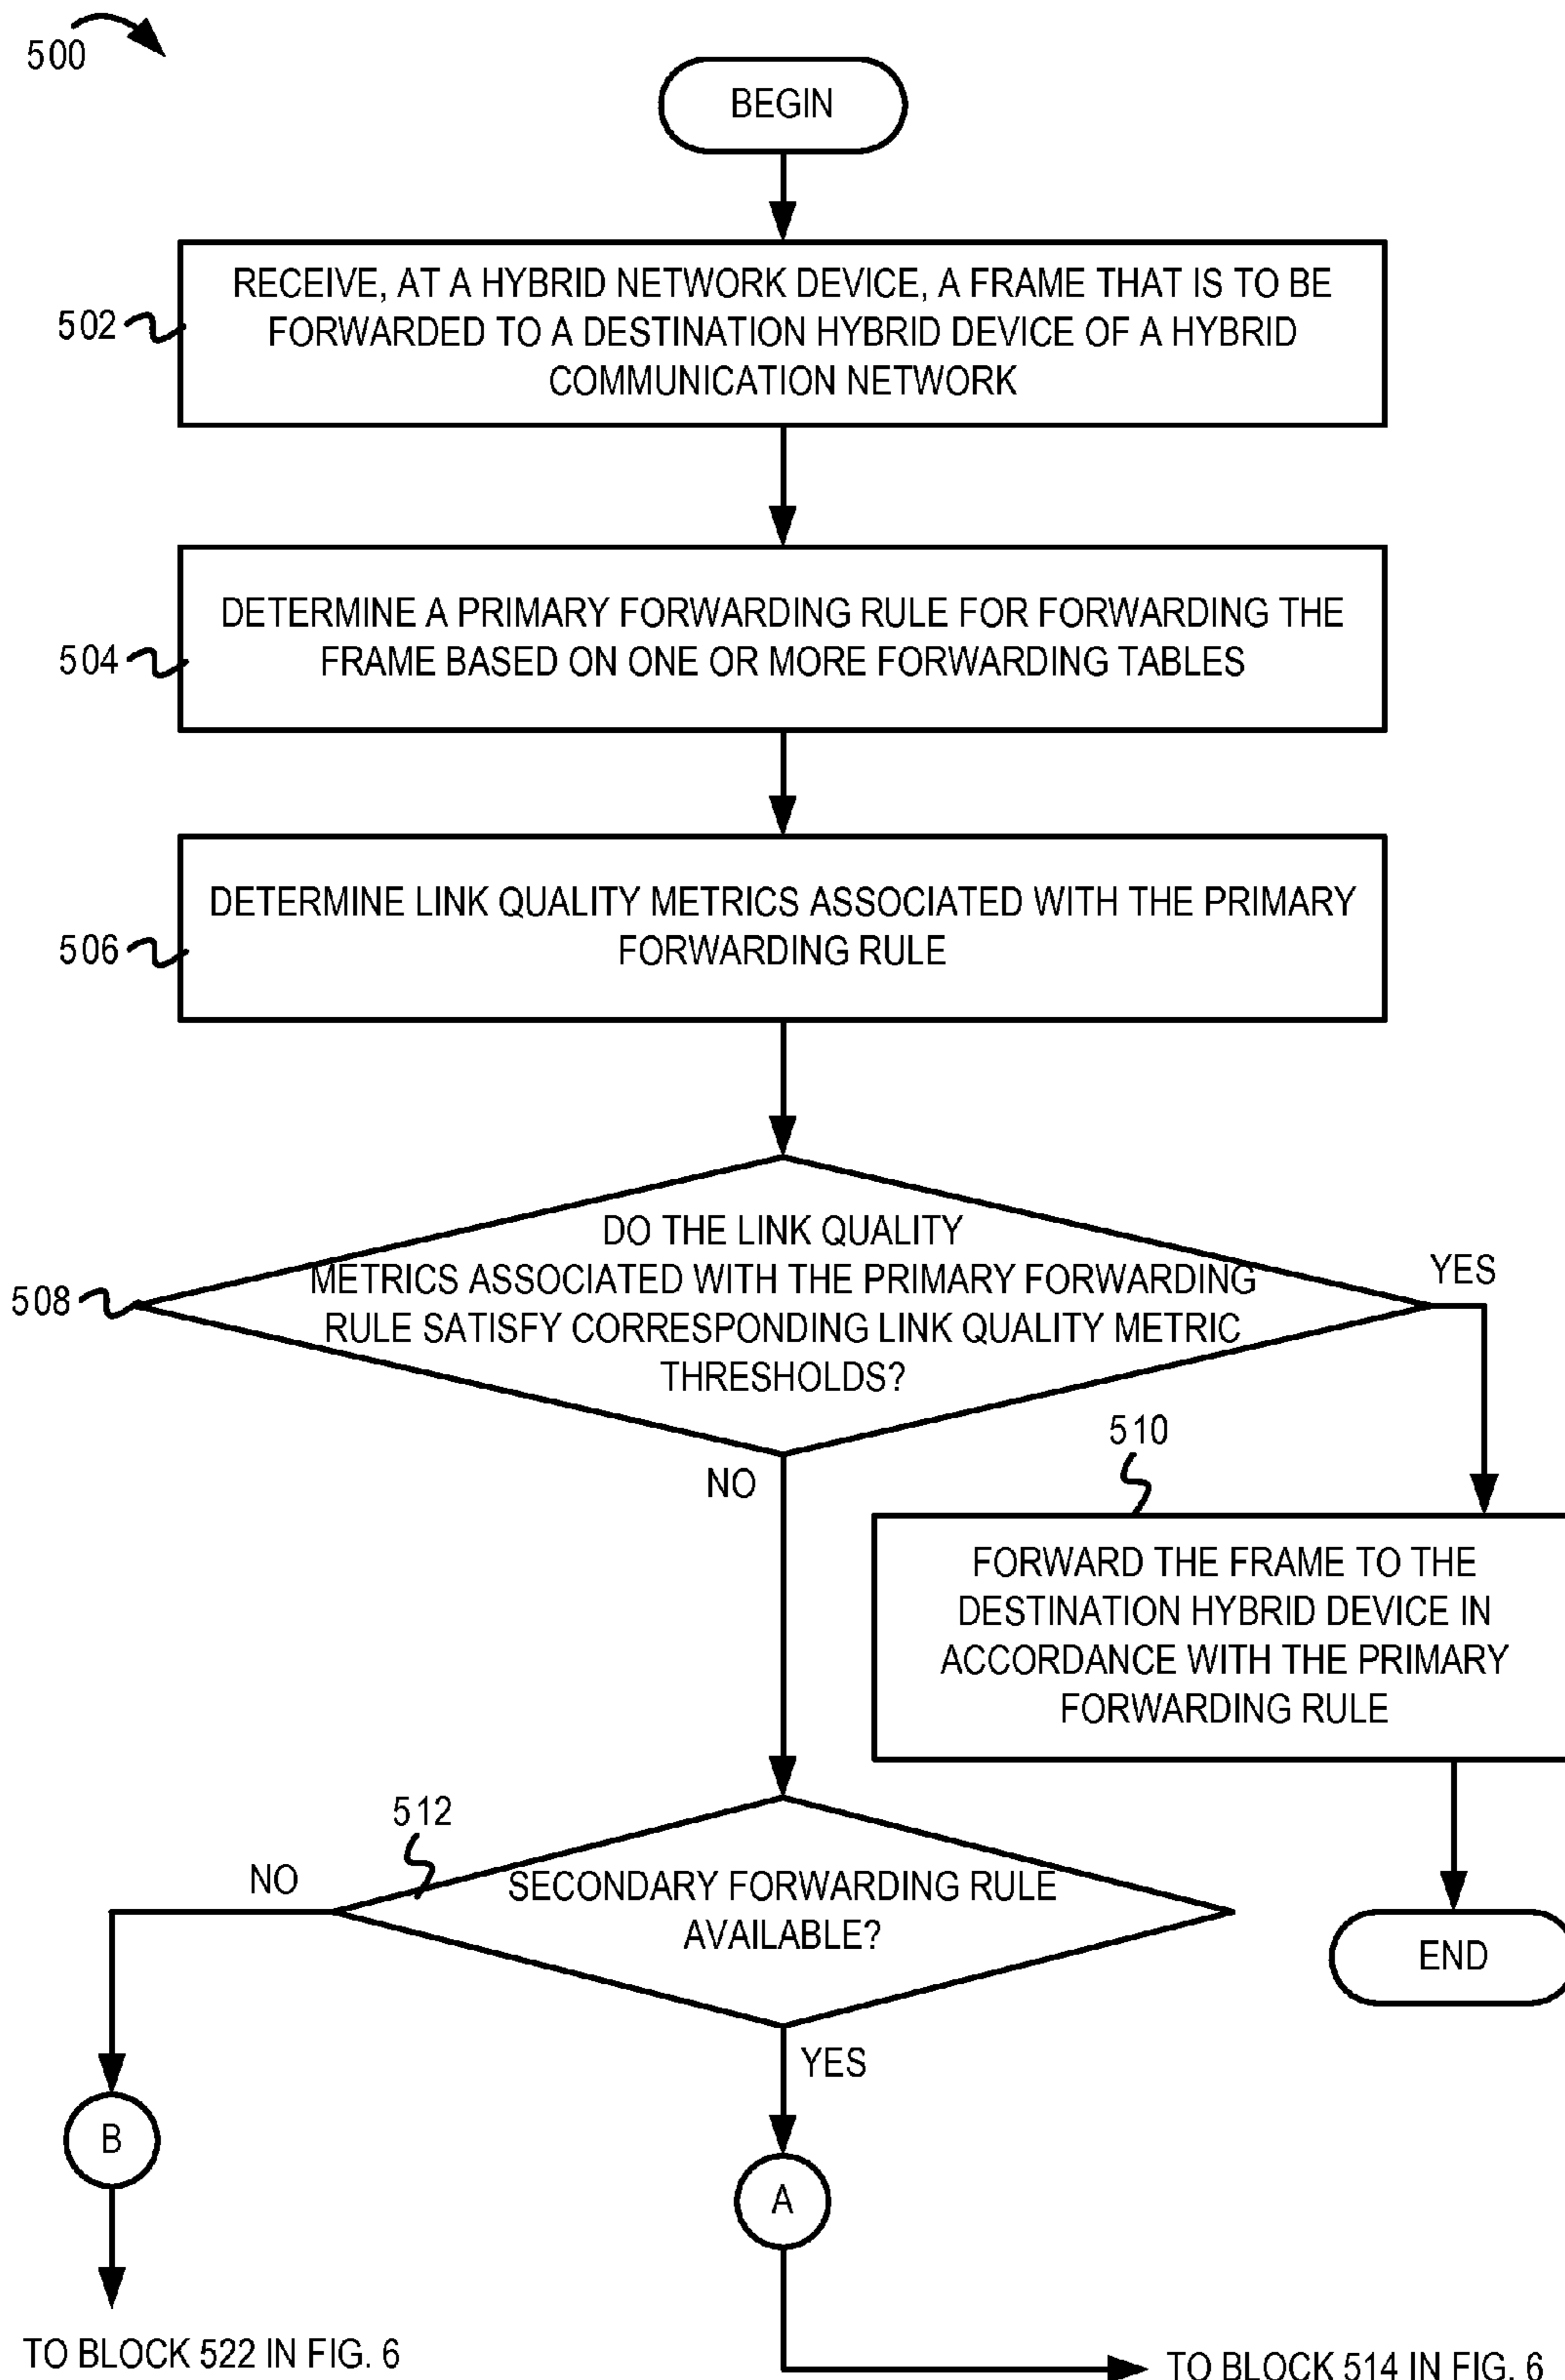 500
BEGIN
502
RECEIVE, AT A HYBRID NETWORK DEVICE, A FRAME THAT IS TO BE
FORWARDED TO A DESTINATION HYBRID DEVICE OF A HYBRID
COMMUNICATION NETWORK
504
DETERMINE A PRIMARY FORWARDING RULE FOR FORWARDING THE
FRAME BASED ON ONE OR MORE FORWARDING TABLES
506
DETERMINE LINK QUALITY METRICS ASSOCIATED WITH THE PRIMARY
FORWARDING RULE
508
DO THE LINK QUALITY
METRICS ASSOCIATED WITH THE PRIMARY FORWARDING
RULE SATISFY CORRESPONDING LINK QUALITY METRIC
THRESHOLDS?
YES
NO
510
FORWARD THE FRAME TO THE
DESTINATION HYBRID DEVICE IN
ACCORDANCE WITH THE PRIMARY
FORWARDING RULE
END
512
SECONDARY FORWARDING RULE
AVAILABLE?
NO
YES
B
A
TO BLOCK 522 IN FIG. 6
TO BLOCK 514 IN FIG. 6